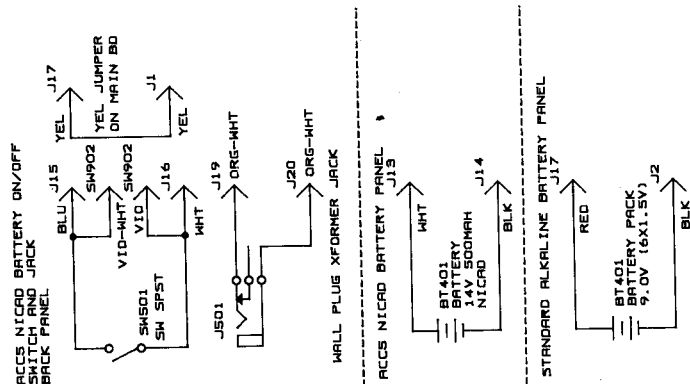 ACCS NICAD BATTERY ON/OFF
SWITCH AND JACK
BACK PANEL
J15
BLU
SW902
VIO-WHT
SW902
VIO
J16
WHT
SW501
SW SPST
J17
YEL
YEL JUMPER
ON MAIN BD
J1
YEL
J19
ORG-WHT
J20
ORG-WHT
J501
WALL PLUG XFORMER JACK
ACCS NICAD BATTERY PANEL
J13
WHT
BT401
BATTERY
14V 500MAH
NICAD
J14
BLK
STANDARD ALKALINE BATTERY PANEL
J17
RED
BT401
BATTERY PACK
9.0V (6X1.5V)
J2
BLK